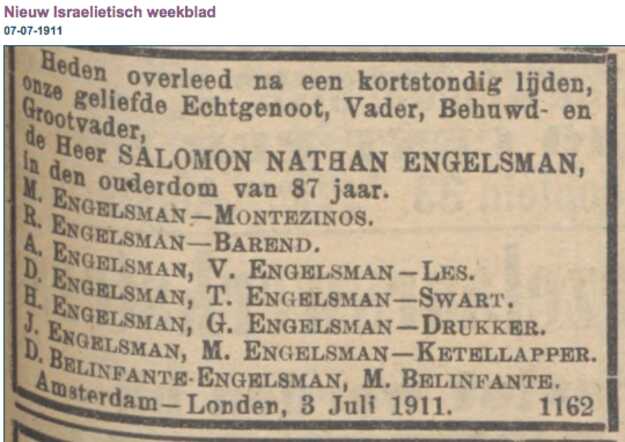 Nieuw Israelietisch weekblad
07-07-1911
Heden overleed na een kortstondig lijden,
onze geliefde Echtgenoot, Vader, Behuwd- en
Grootvader,
de Heer SALOMON NATHAN ENGELSMAN,
in den ouderdom van 87 jaar.
M. ENGELSMAN—MONTEZINOS.
R. ENGELSMAN—BAREND.
A. ENGELSMAN, V. ENGELSMAN—LES.
D. ENGELSMAN, T. ENGELSMAN—SWART.
H. ENGELSMAN, G. ENGELSMAN—DRUKKER.
J. ENGELSMAN, M. ENGELSMAN—KETELLAPPER.
D. BELINFANTE-ENGELSMAN, M. BELINFANTE.
Amsterdam—Londen, 3 Juli 1911. 1162